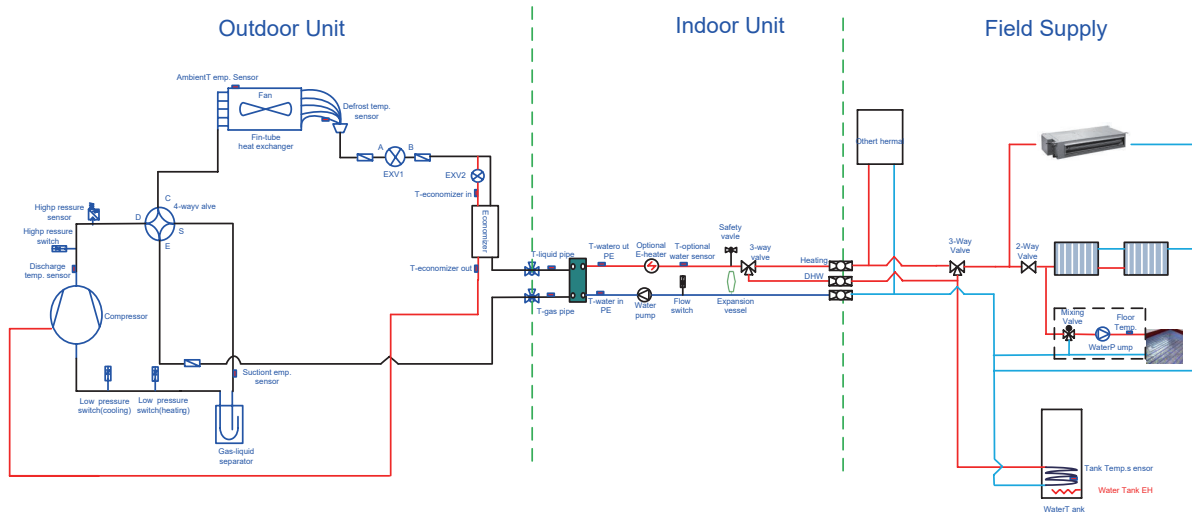 Outdoor Unit
Indoor Unit
Field Supply
AmbientT emp. Sensor
Fan
Defrost temp.
sensor
Fin-tube
heat exchanger
A
B
EXV1
EXV2
T-economizer in
Economizer
T-economizer out
Highp ressure
sensor
Highp ressure
switch
Discharge
temp. sensor
C
4-wayv alve
D
S
E
Compressor
Low pressure
switch(cooling)
Low pressure
switch(heating)
Suctiont emp.
sensor
Gas-liquid
separator
T-liquid pipe
T-gas pipe
T-watero ut
PE
Optional
E-heater
T-optional
water sensor
Safety
vavle
3-way
valve
Heating
DHW
T-water in
PE
Water
pump
Flow
switch
Expansion
vessel
Othert hermal
3-Way
Valve
2-Way
Valve
Mixing
Valve
Floor
Temp.
WaterP ump
Tank Temp.s ensor
Water Tank EH
WaterT ank